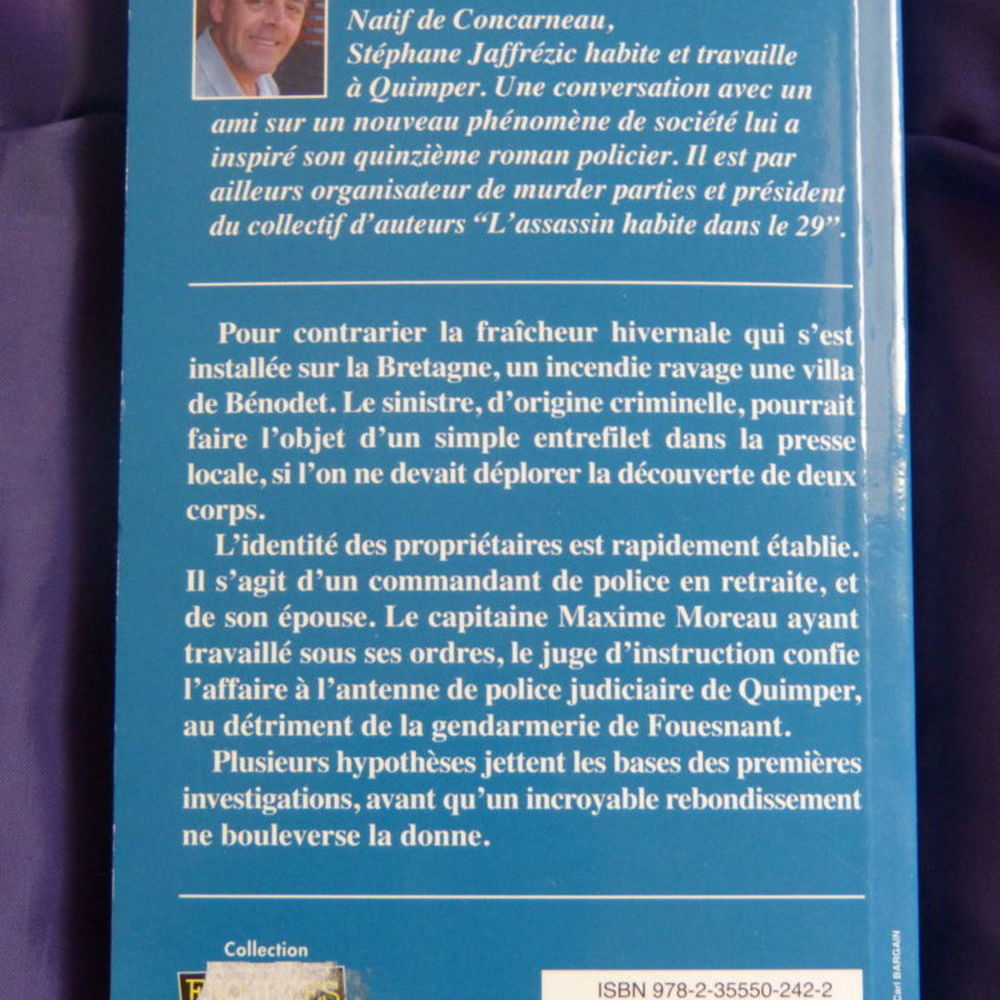 Natif de Concarneau,
Stéphane Jaffrézic habite et travaille
à Quimper. Une conversation avec un
ami sur un nouveau phénomène de société lui a
inspiré son quinzième roman policier. Il est par
ailleurs organisateur de murder parties et président
du collectif d'auteurs “L'assassin habite dans le 29”.
Pour contrarier la fraîcheur hivernale qui s'est
installée sur la Bretagne, un incendie ravage une villa
de Bénodet. Le sinistre, d'origine criminelle, pourrait
faire l'objet d'un simple entrefilet dans la presse
locale, si l'on ne devait déplorer la découverte de deux
corps.
L'identité des propriétaires est rapidement établie.
Il s'agit d'un commandant de police en retraite, et
de son épouse. Le capitaine Maxime Moreau ayant
travaillé sous ses ordres, le juge d'instruction confie
l'affaire à l'antenne de police judiciaire de Quimper,
au détriment de la gendarmerie de Fouesnant.
Plusieurs hypothèses jettent les bases des premières
investigations, avant qu'un incroyable rebondissement
ne bouleverse la donne.
Collection
ISBN 978-2-35550-242-2
Carl BARGAIN